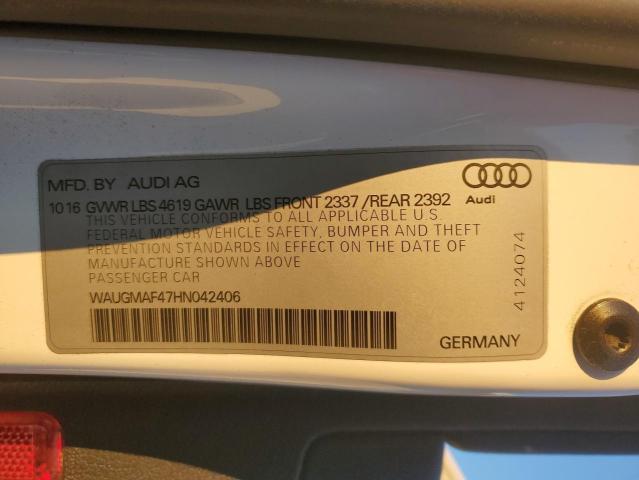 MFD. BY AUDI AG
10 16 GVWR LBS 4619 GAWR LBS FRONT 2337 /REAR 2392
Audi
THIS VEHICLE CONFORMS TO ALL APPLICABLE U.S.
FEDERAL MOTOR VEHICLE SAFETY, BUMPER AND THEFT
PREVENTION STANDARDS IN EFFECT ON THE DATE OF
MANUFACTURE SHOWN ABOVE
PASSENGER CAR
WAUGMAF47HN042406
4124074
GERMANY